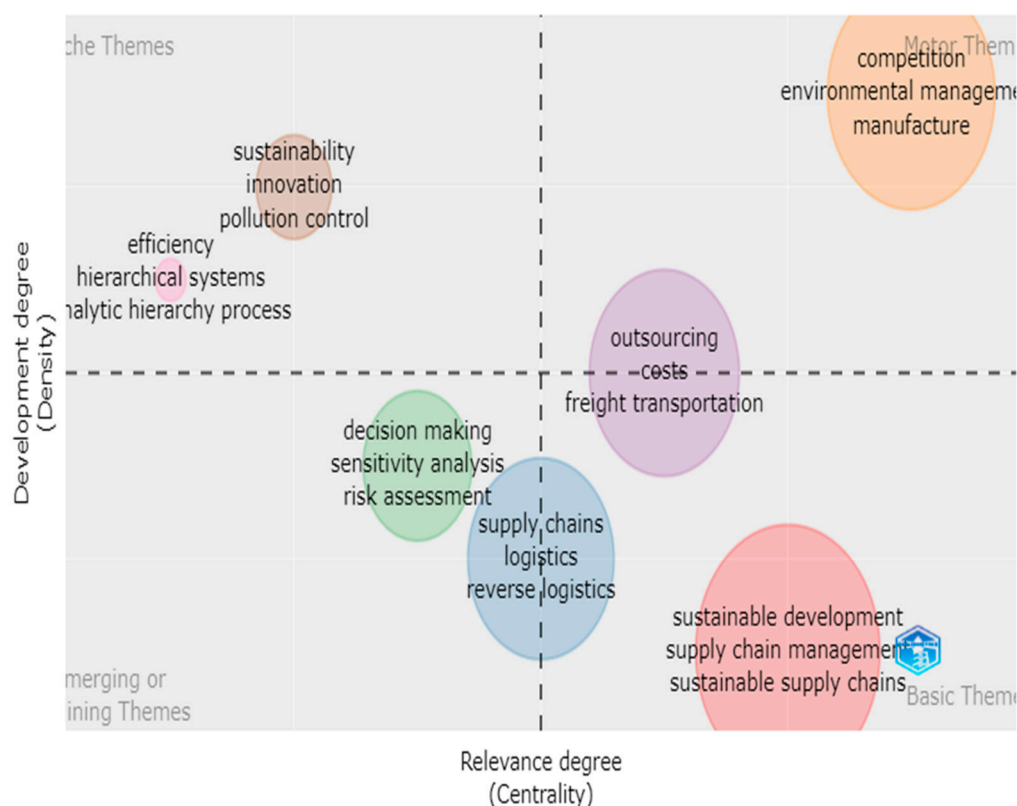 che Themes
Motor Them
competition
environmental manageme
manufacture
sustainability
innovation
pollution control
efficiency
hierarchical systems
nalytic hierarchy process
Development degree
(Density)
outsourcing
costs
freight transportation
decision making
sensitivity analysis
risk assessment
supply chains
logistics
reverse logistics
sustainable development
supply chain management
sustainable supply chains
merging or
ining Themes
Basic Theme
Relevance degree
(Centrality)